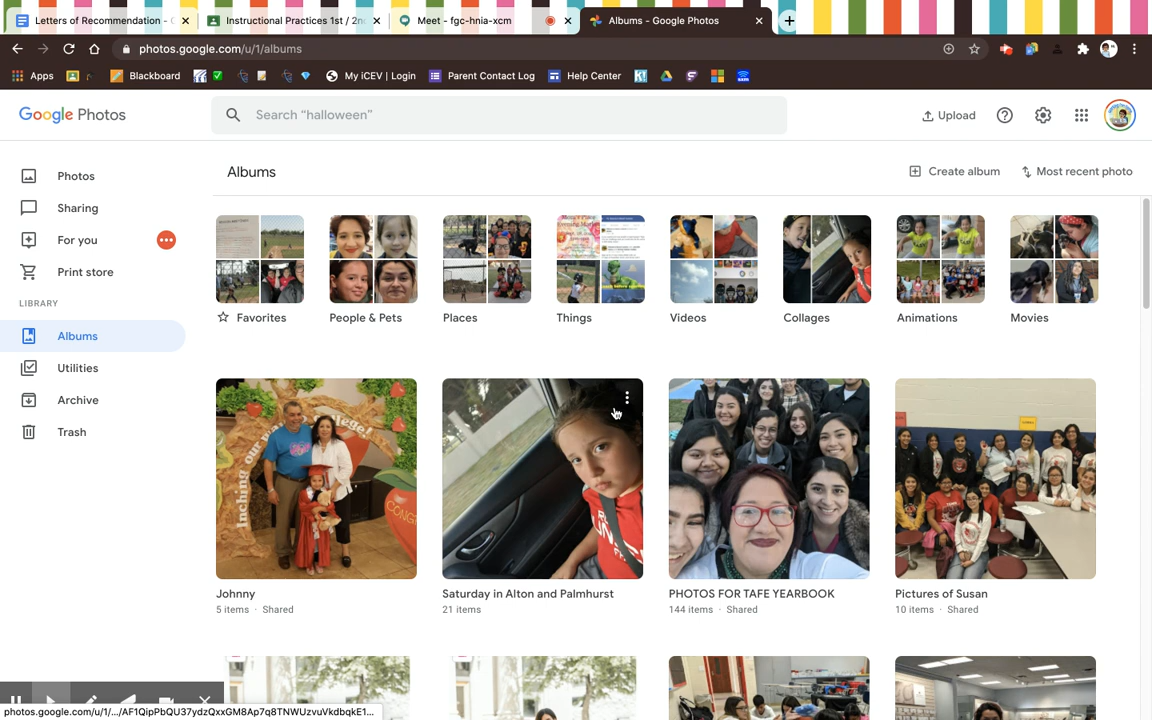 Letters of Recommendation -
Instructional Practices 1st / 2n
Meet - fgc-hnia-xcm
Albums - Google Photos
photos.google.com/u/1/albums
Apps
Blackboard
My iCEV | Login
Parent Contact Log
Help Center
Google Photos
Search “halloween”
Upload
Photos
Sharing
For you
Print store
LIBRARY
Albums
Utilities
Archive
Trash
Albums
Create album
Most recent photo
Favorites
People & Pets
Places
Things
Videos
Collages
Animations
Movies
Johnny
5 items · Shared
Saturday in Alton and Palmhurst
21 items
PHOTOS FOR TAFE YEARBOOK
144 items · Shared
Pictures of Susan
10 items · Shared
photos.google.com/u/1/.../AF1QipPbQU37ydzQxxGM8Ap7q8TNWUzvuVkdbqkE1...